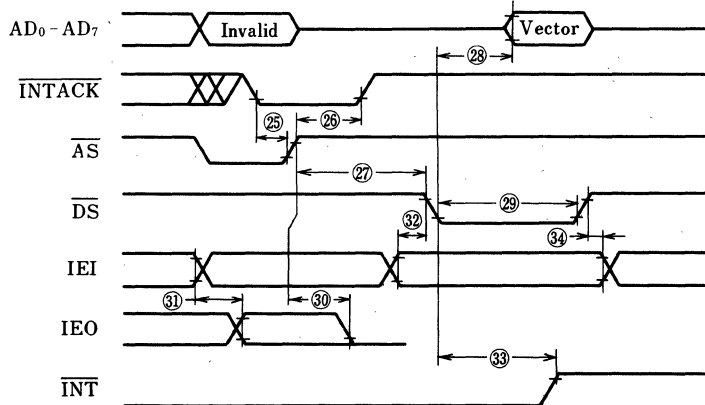 AD₀-AD₇ Invalid Vector
㉘
INTACK
㉕ ㉖
AS
㉗
DS
㉜ ㉙
㉞
IEI
㉛ ㉚
IEO
㉝
INT